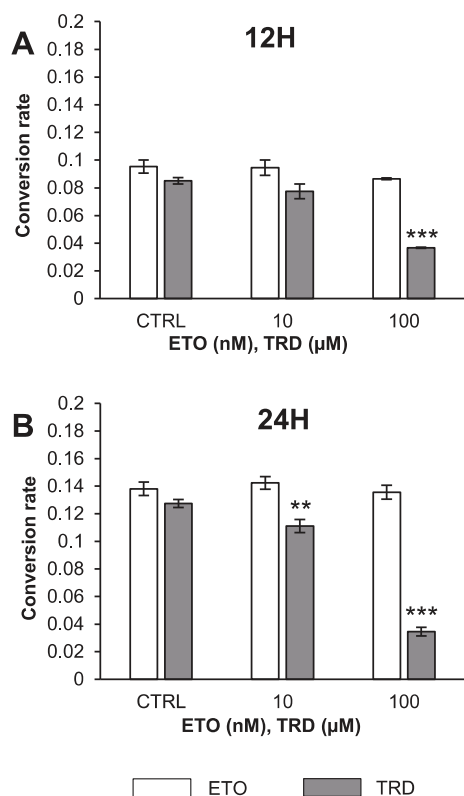 A
12H
Conversion rate
0.2
0.18
0.16
0.14
0.12
0.1
0.08
0.06
0.04
0.02
0
***
CTRL 10 100
ETO (nM), TRD (µM)
B
24H
Conversion rate
0.2
0.18
0.16
0.14
0.12
0.1
0.08
0.06
0.04
0.02
0
**
***
CTRL 10 100
ETO (nM), TRD (µM)
ETO TRD